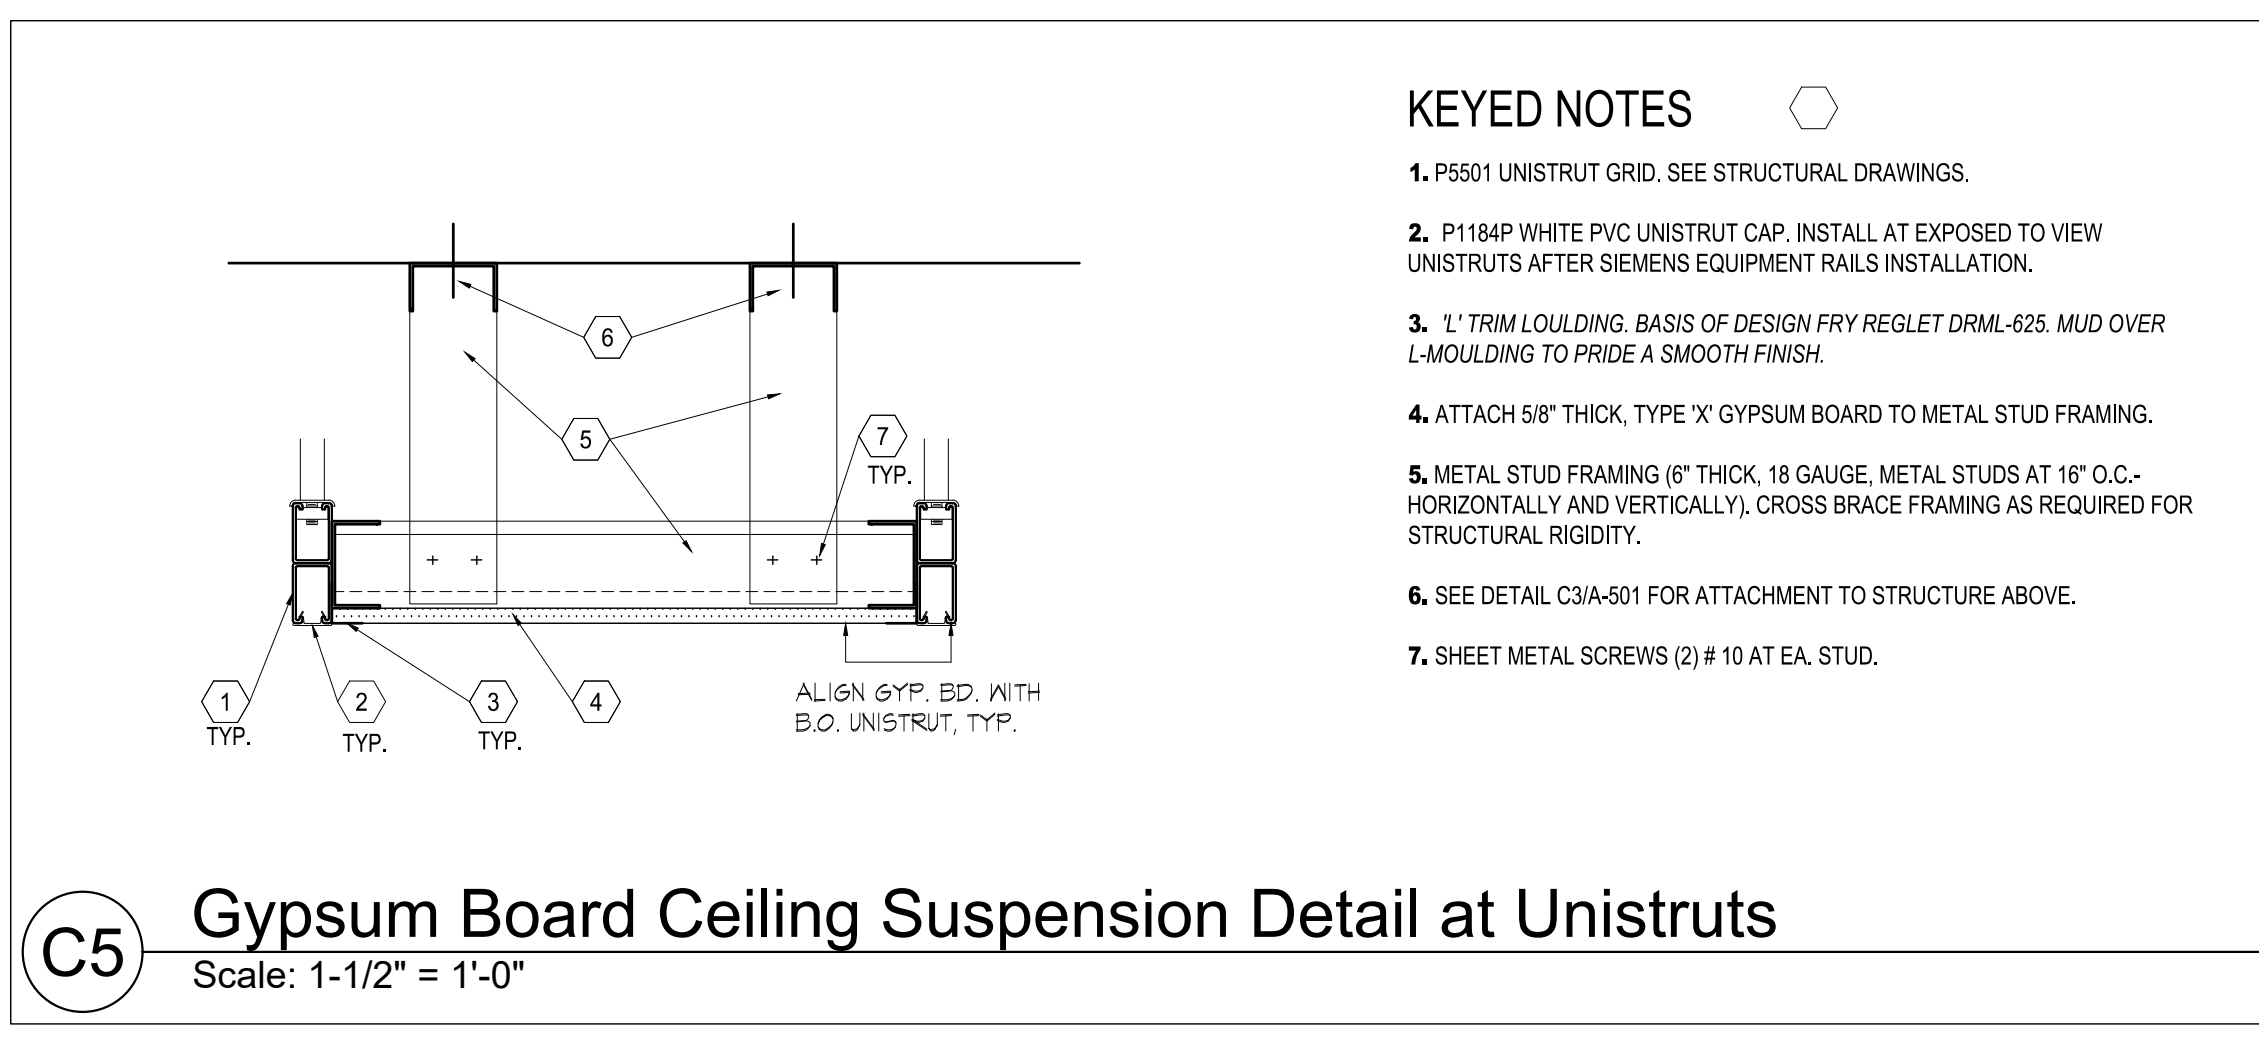 KEYED NOTES
1. P5501 UNISTRUT GRID. SEE STRUCTURAL DRAWINGS.
2. P1184P WHITE PVC UNISTRUT CAP. INSTALL AT EXPOSED TO VIEW
UNISTRUTS AFTER SIEMENS EQUIPMENT RAILS INSTALLATION.
3. 'L' TRIM LOULDING. BASIS OF DESIGN FRY REGLET DRML-625. MUD OVER
L-MOULDING TO PRIDE A SMOOTH FINISH.
4. ATTACH 5/8" THICK, TYPE 'X' GYPSUM BOARD TO METAL STUD FRAMING.
5. METAL STUD FRAMING (6" THICK, 18 GAUGE, METAL STUDS AT 16" O.C.-
HORIZONTALLY AND VERTICALLY). CROSS BRACE FRAMING AS REQUIRED FOR
STRUCTURAL RIGIDITY.
6. SEE DETAIL C3/A-501 FOR ATTACHMENT TO STRUCTURE ABOVE.
7. SHEET METAL SCREWS (2) # 10 AT EA. STUD.
6
5
7
TYP.
1
TYP.
2
TYP.
3
TYP.
4
ALIGN GYP. BD. WITH
B.O. UNISTRUT, TYP.
C5
Gypsum Board Ceiling Suspension Detail at Unistruts
Scale: 1-1/2" = 1'-0"